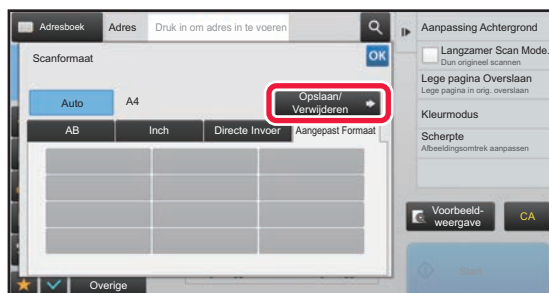 Adresboek
Adres
Druk in om adres in te voeren
Scanformaat
OK
Auto
A4
Opslaan/
Verwijderen
AB
Inch
Directe Invoer
Aangepast Formaat
Overige
Aanpassing Achtergrond
Langzamer Scan Mode.
Dun origineel scannen
Lege pagina Overslaan
Lege pagina in orig. overslaan
Kleurmodus
Scherpte
Afbeeldingsomtrek aanpassen
Voorbeeld-
weergave
CA
Start